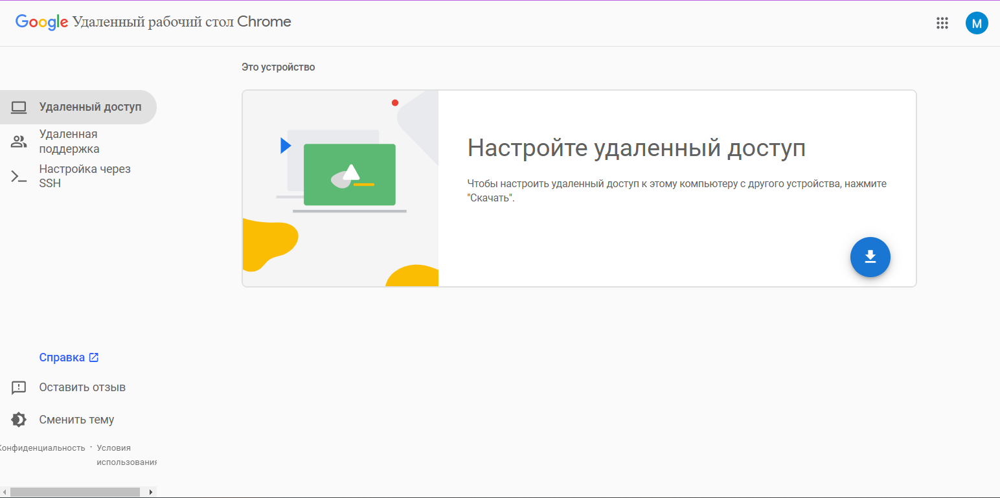 Google Удаленный рабочий стол Chrome
M
Это устройство
Удаленный доступ
Удаленная
поддержка
Настройка через
SSH
Настройте удаленный доступ
Чтобы настроить удаленный доступ к этому компьютеру с другого устройства, нажмите
"Скачать".
Справка
Оставить отзыв
Сменить тему
Конфиденциальность · Условия
использования